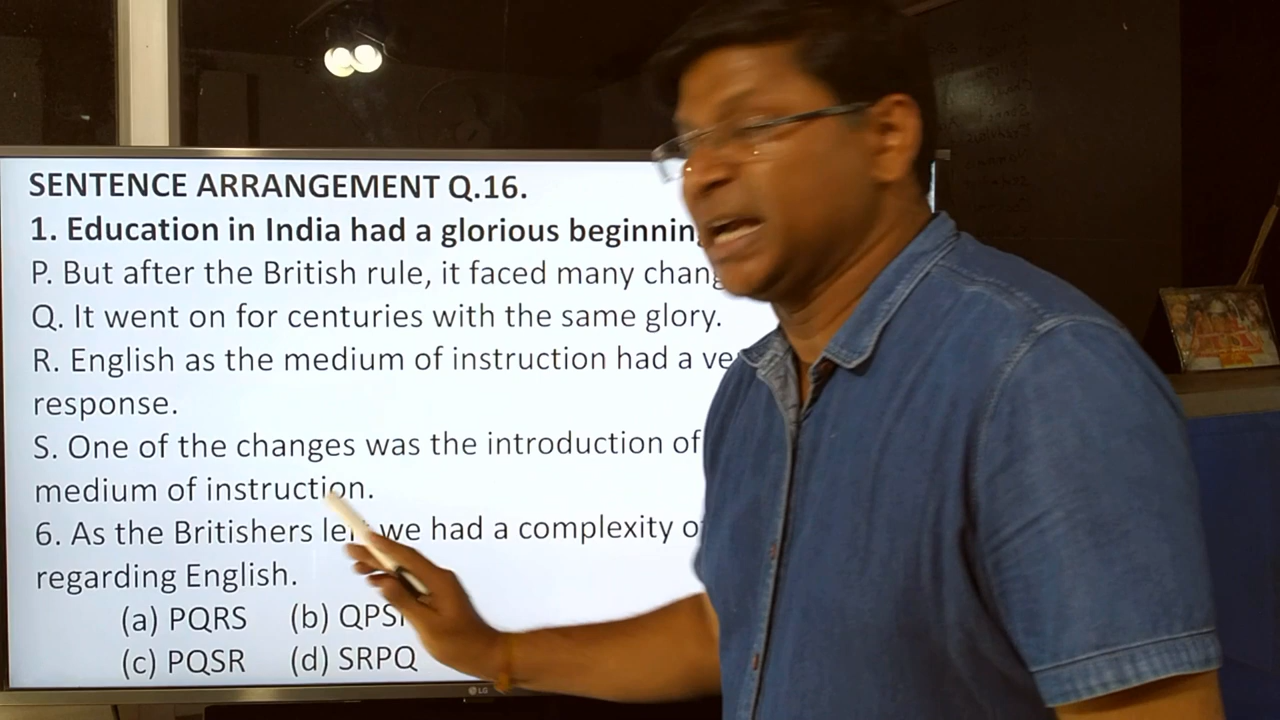 SENTENCE ARRANGEMENT Q.16.
1. Education in India had a glorious beginning
P. But after the British rule, it faced many
Q. It went on for centuries with the same glory.
R. English as the medium of instruction had a
response.
S. One of the changes was the introduction of
medium of instruction.
6. As the Britishers we had a complexity
regarding English.
(a) PQRS (b)
(c) PQSR (d) SRPQ
LG